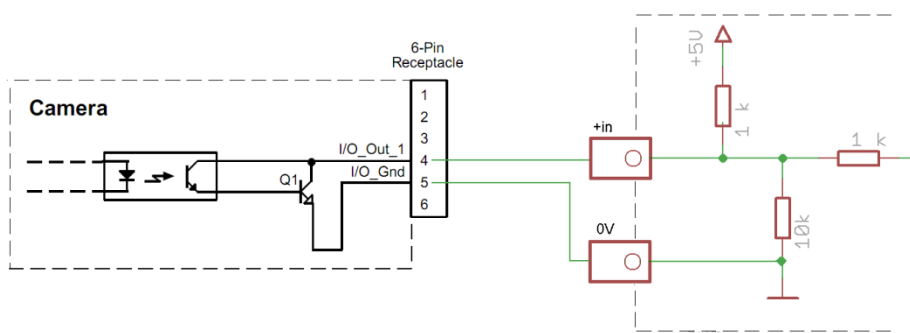 6-Pin
Receptacle
Camera
1
2
3
4
5
6
I/O_Out_1
I/O_Gnd
Q1
+in
0V
+5V
1 k
1 k
10k